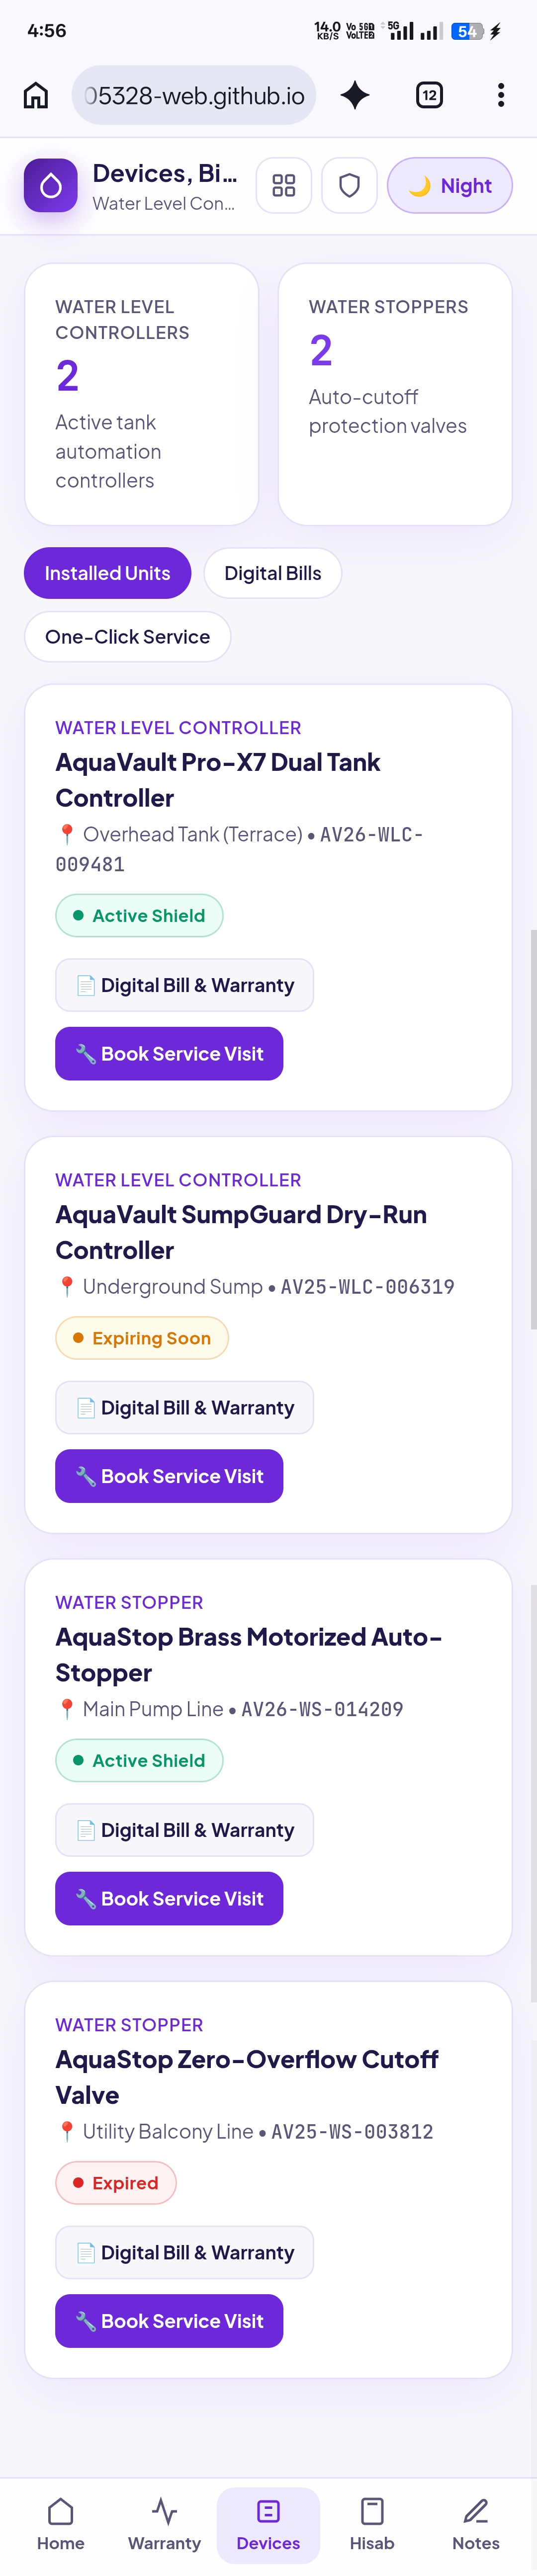 4:56
14.0 KB/S Vo 5G VoLTE 5G 54
05328-web.github.io
12
Devices, Bi...
Water Level Con...
🌙 Night
WATER LEVEL
CONTROLLERS
2
Active tank
automation
controllers
WATER STOPPERS
2
Auto-cutoff
protection valves
Installed Units
Digital Bills
One-Click Service
WATER LEVEL CONTROLLER
AquaVault Pro-X7 Dual Tank
Controller
📍 Overhead Tank (Terrace) • AV26-WLC-
009481
Active Shield
📄 Digital Bill & Warranty
🔧 Book Service Visit
WATER LEVEL CONTROLLER
AquaVault SumpGuard Dry-Run
Controller
📍 Underground Sump • AV25-WLC-006319
Expiring Soon
📄 Digital Bill & Warranty
🔧 Book Service Visit
WATER STOPPER
AquaStop Brass Motorized Auto-
Stopper
📍 Main Pump Line • AV26-WS-014209
Active Shield
📄 Digital Bill & Warranty
🔧 Book Service Visit
WATER STOPPER
AquaStop Zero-Overflow Cutoff
Valve
📍 Utility Balcony Line • AV25-WS-003812
Expired
📄 Digital Bill & Warranty
🔧 Book Service Visit
Home
Warranty
Devices
Hisab
Notes